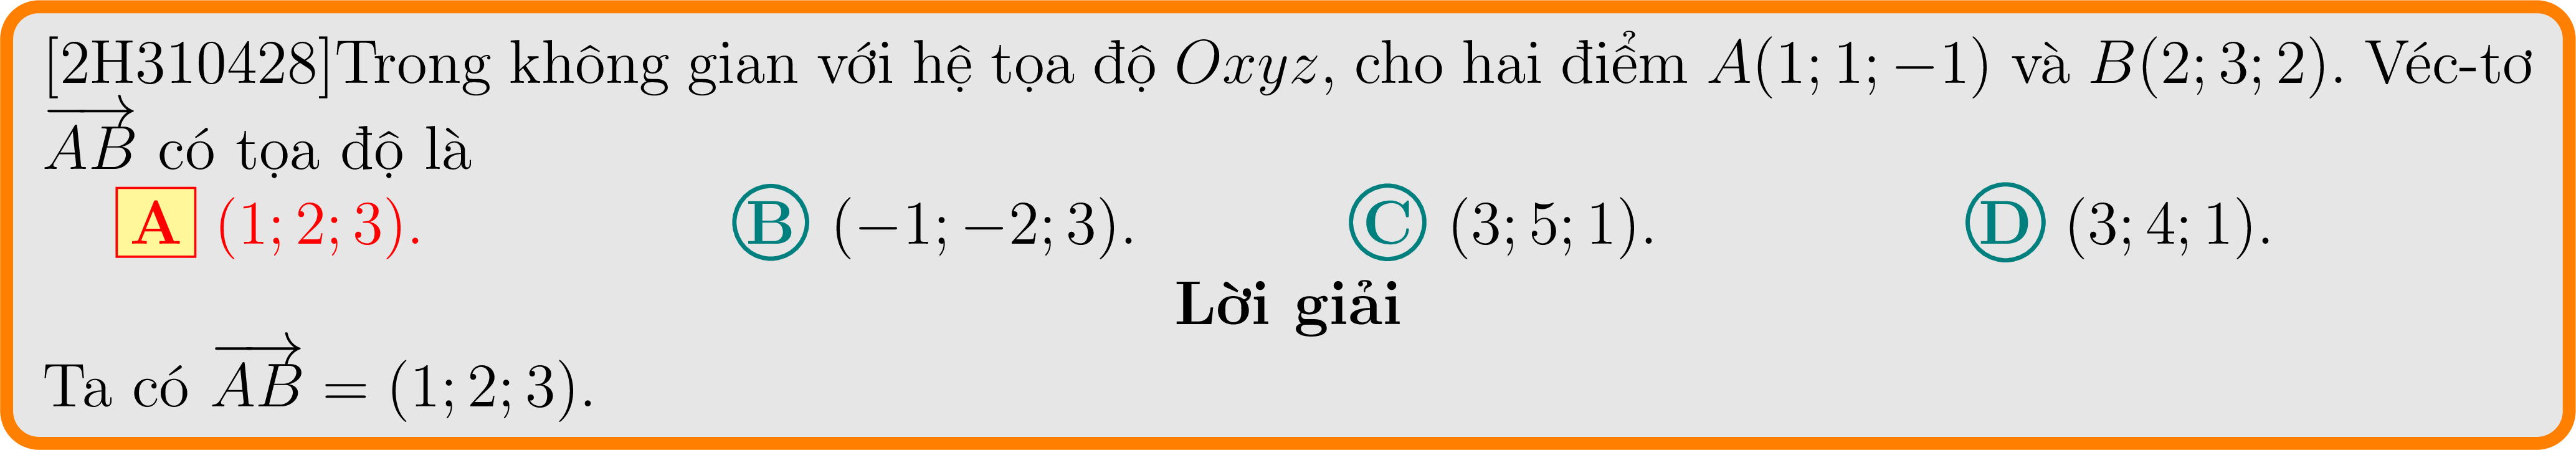 [2H310428]Trong không gian với hệ tọa độ Oxyz, cho hai điểm A(1; 1; −1) và B(2; 3; 2). Véc-tơ
$\overrightarrow{AB}$ có tọa độ là
A (1; 2; 3). B (−1; −2; 3). C (3; 5; 1). D (3; 4; 1).
Lời giải
Ta có $\overrightarrow{AB}$ = (1; 2; 3).